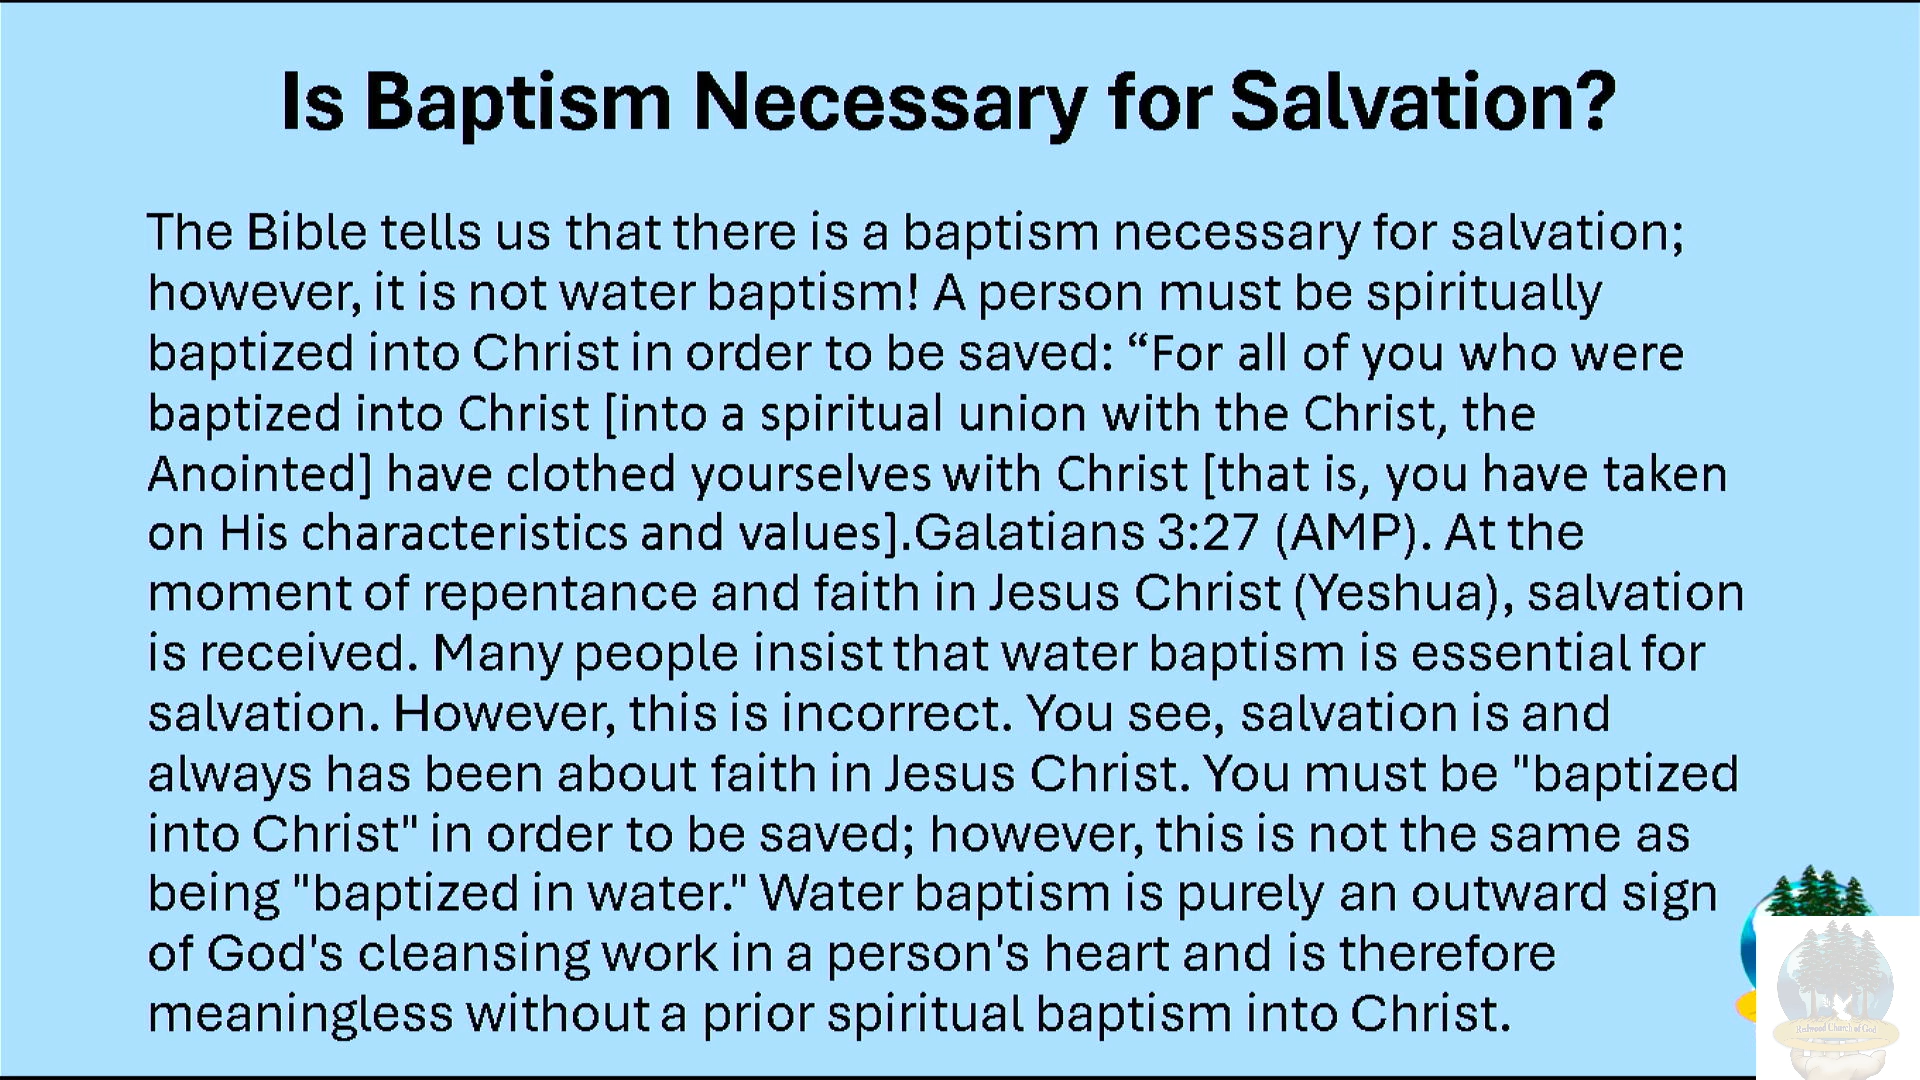 Is Baptism Necessary for Salvation?
The Bible tells us that there is a baptism necessary for salvation;
however, it is not water baptism! A person must be spiritually
baptized into Christ in order to be saved: “For all of you who were
baptized into Christ [into a spiritual union with the Christ, the
Anointed] have clothed yourselves with Christ [that is, you have taken
on His characteristics and values].Galatians 3:27 (AMP). At the
moment of repentance and faith in Jesus Christ (Yeshua), salvation
is received. Many people insist that water baptism is essential for
salvation. However, this is incorrect. You see, salvation is and
always has been about faith in Jesus Christ. You must be "baptized
into Christ" in order to be saved; however, this is not the same as
being "baptized in water." Water baptism is purely an outward sign
of God's cleansing work in a person's heart and is therefore
meaningless without a prior spiritual baptism into Christ.
Redwood Church of God